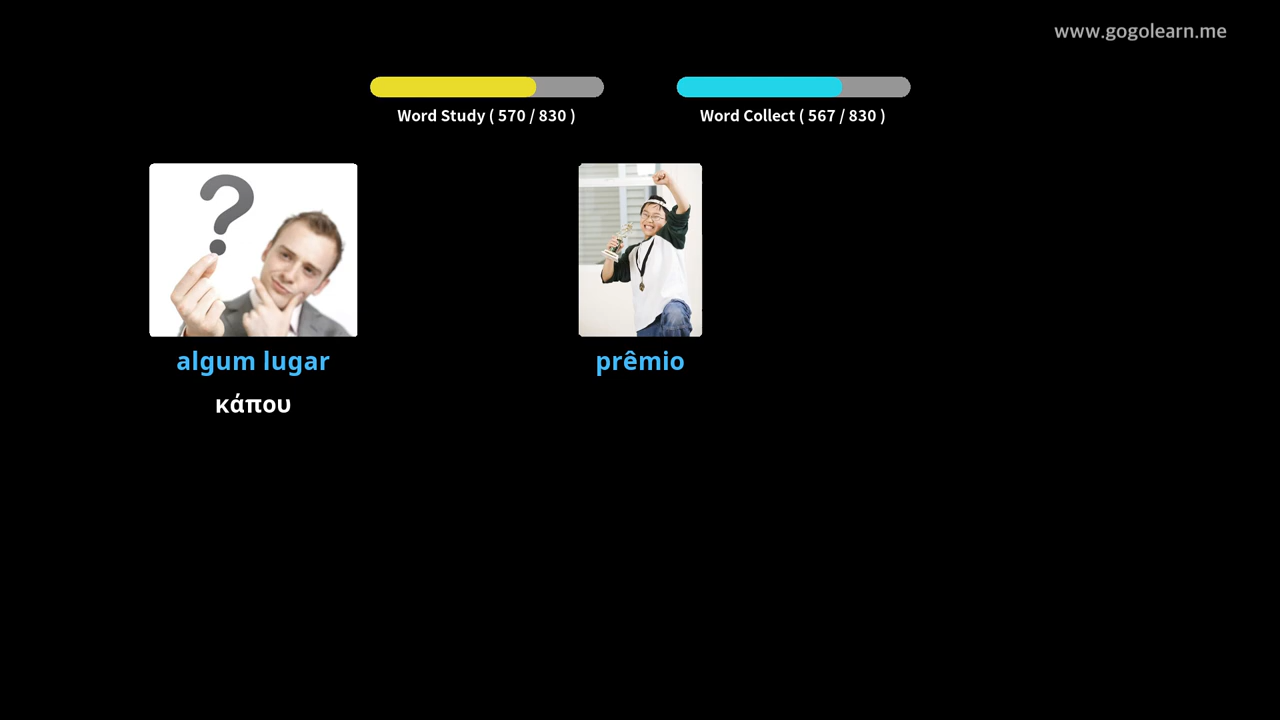 www.gogolearn.me
Word Study ( 570 / 830 )
Word Collect ( 567 / 830 )
algum lugar
κάπου
prêmio